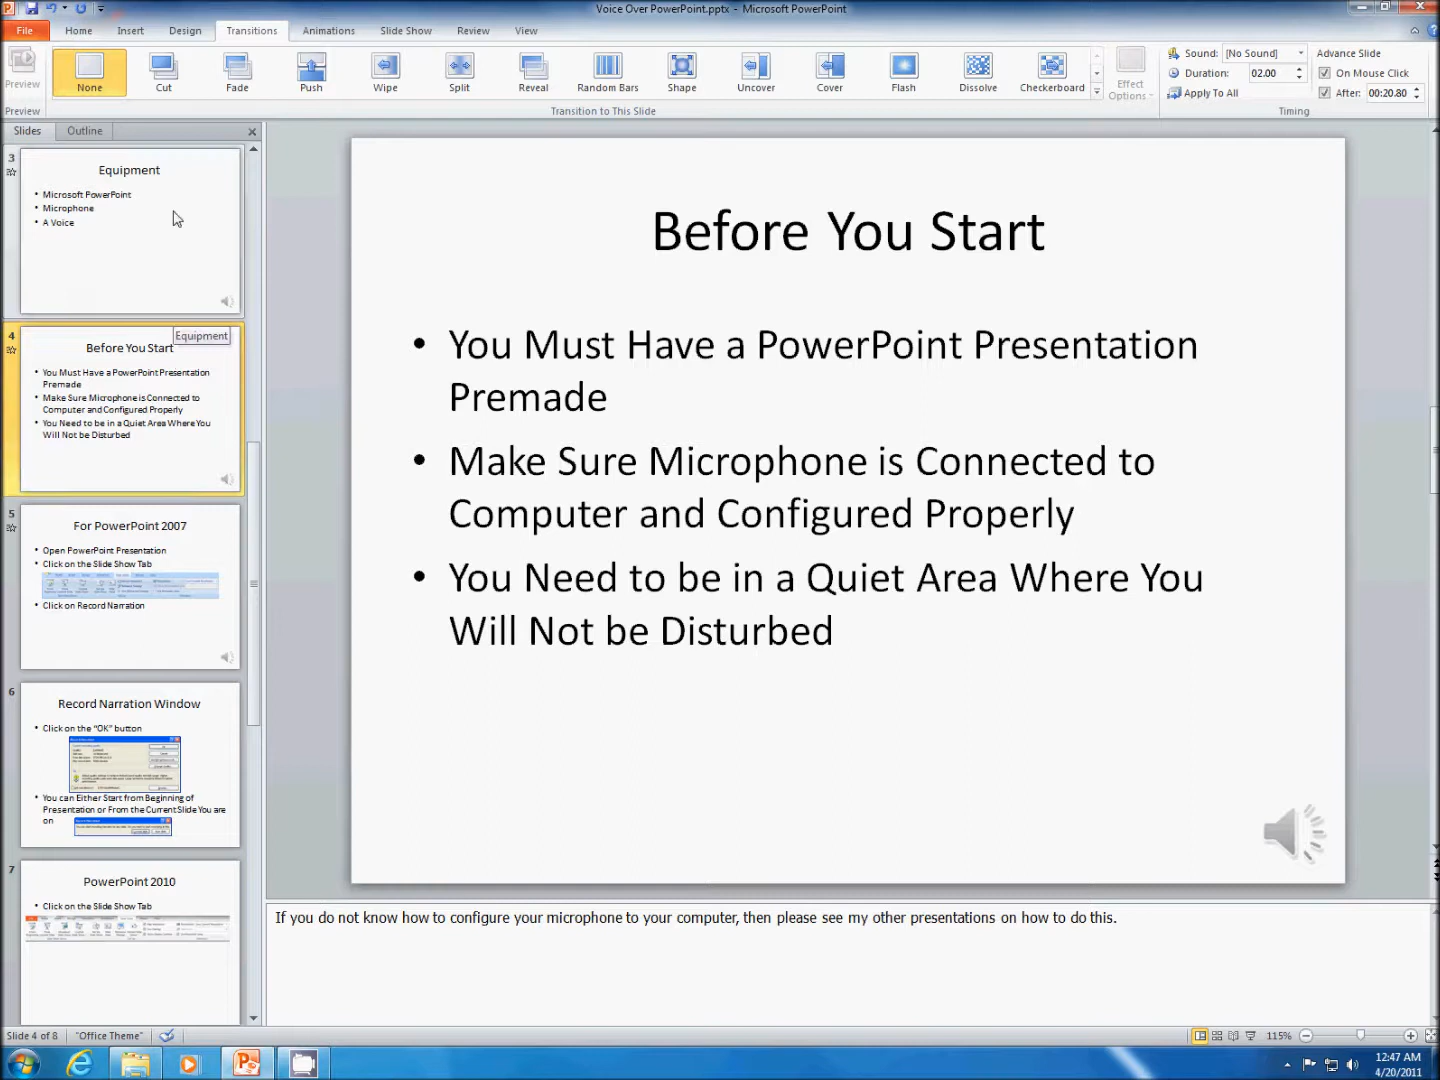 Voice Over PowerPoint.pptx - Microsoft PowerPoint
File Home Insert Design Transitions Animations Slide Show Review View
Preview None Cut Fade Push Wipe Split Reveal Random Bars Shape Uncover Cover Flash Dissolve Checkerboard Effect Options
Sound: [No Sound] Advance Slide
Duration: 02.00 On Mouse Click
Apply To All After: 00:20.80
Preview Transition to This Slide Timing
Slides Outline
3
Equipment
• Microsoft PowerPoint
• Microphone
• A Voice
4
Equipment
Before You Start
• You Must Have a PowerPoint Presentation
Premade
• Make Sure Microphone is Connected to
Computer and Configured Properly
• You Need to be in a Quiet Area Where You
Will Not be Disturbed
5
For PowerPoint 2007
• Open PowerPoint Presentation
• Click on the Slide Show Tab
• Click on Record Narration
6
Record Narration Window
• Click on the "OK" button
• You can Either Start from Beginning of
Presentation or From the Current Slide You are
on
7
PowerPoint 2010
• Click on the Slide Show Tab
Before You Start
• You Must Have a PowerPoint Presentation
Premade
• Make Sure Microphone is Connected to
Computer and Configured Properly
• You Need to be in a Quiet Area Where You
Will Not be Disturbed
If you do not know how to configure your microphone to your computer, then please see my other presentations on how to do this.
Slide 4 of 8 "Office Theme" 115%
12:47 AM
4/20/2011